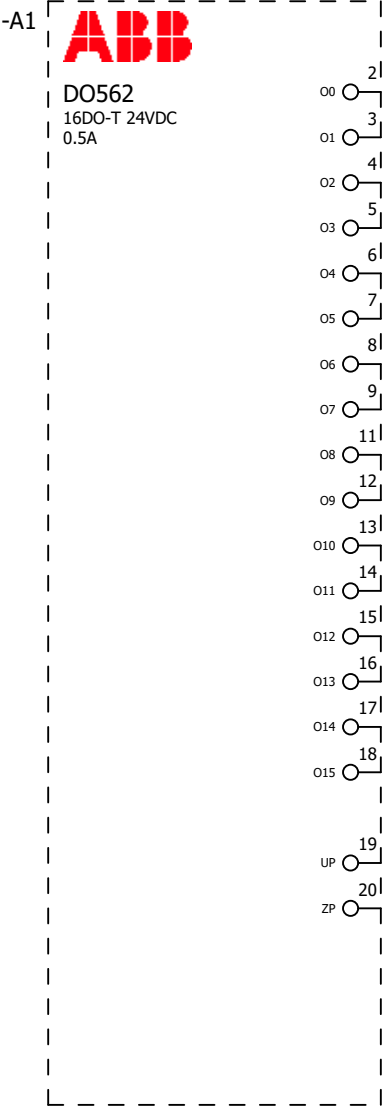 -A1
ABB
DO562
16DO-T 24VDC
0.5A
2
O0
3
O1
4
O2
5
O3
6
O4
7
O5
8
O6
9
O7
11
O8
12
O9
13
O10
14
O11
15
O12
16
O13
17
O14
18
O15
19
UP
20
ZP